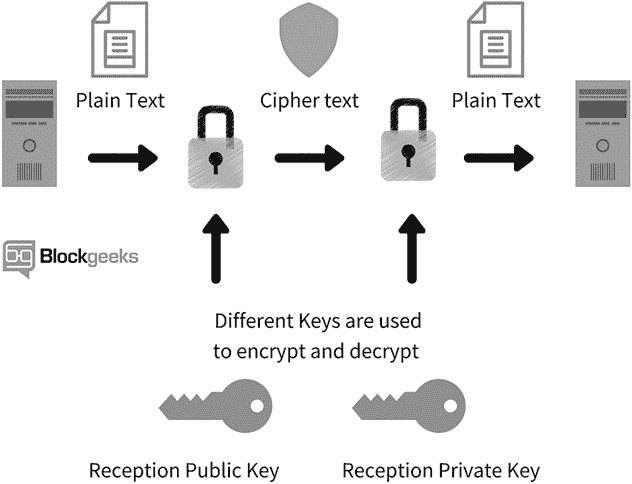 Plain Text
Cipher text
Plain Text
Blockgeeks
Different Keys are used
to encrypt and decrypt
Reception Public Key
Reception Private Key